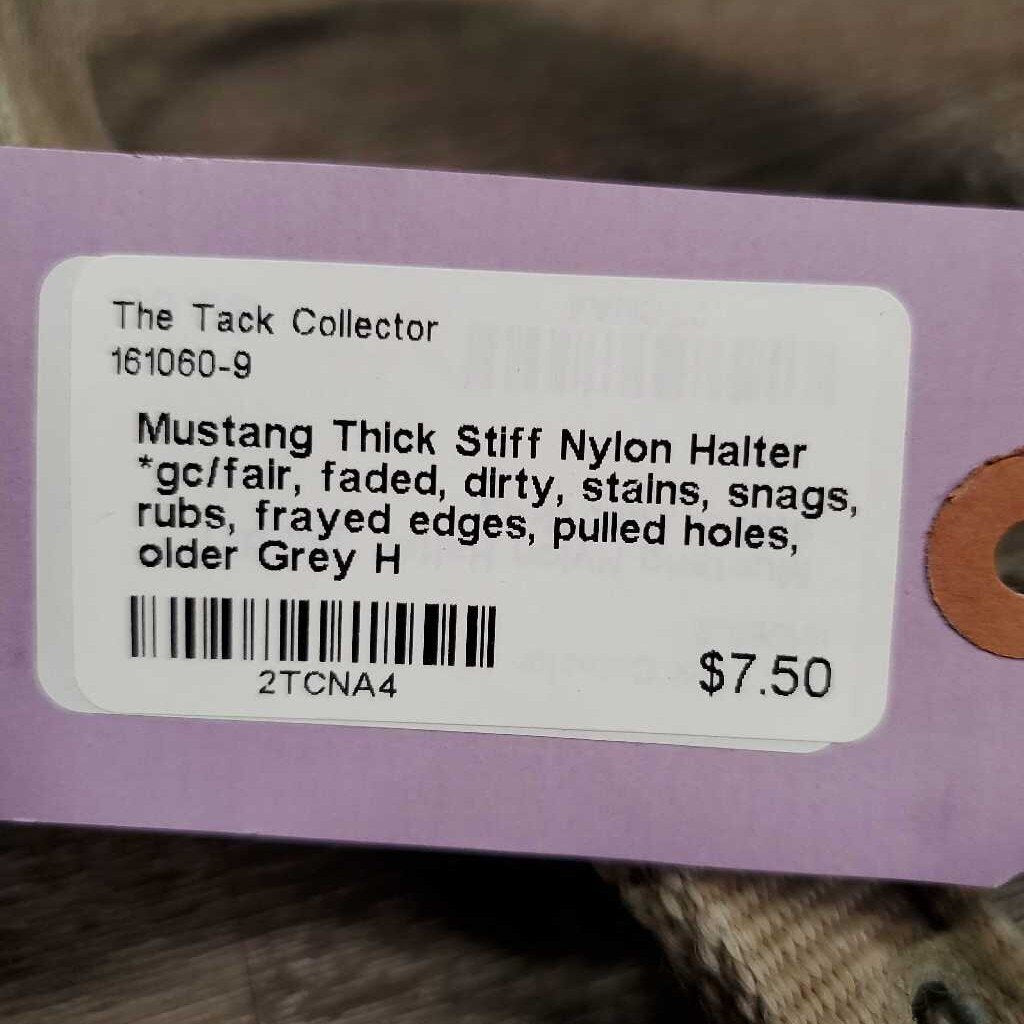 The Tack Collector
161060-9
Mustang Thick Stiff Nylon Halter
*gc/fair, faded, dirty, stains, snags,
rubs, frayed edges, pulled holes,
older Grey H
2TCNA4
$7.50